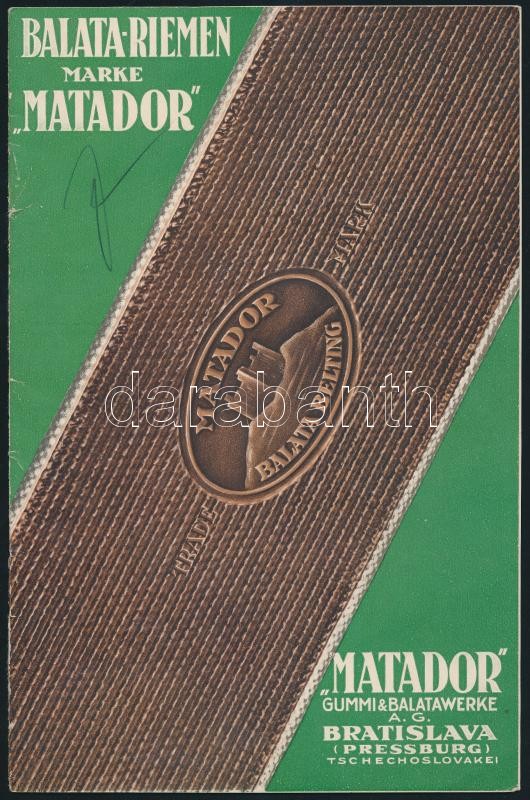 BALATA-RIEMEN
MARKE
„MATADOR"
MARK
MATADOR
BALATA BELTING
darabanth
TRADE
„MATADOR"
GUMMI & BALATAWERKE
A. G.
BRATISLAVA
(PRESSBURG)
TSCHECHOSLOVAKEI